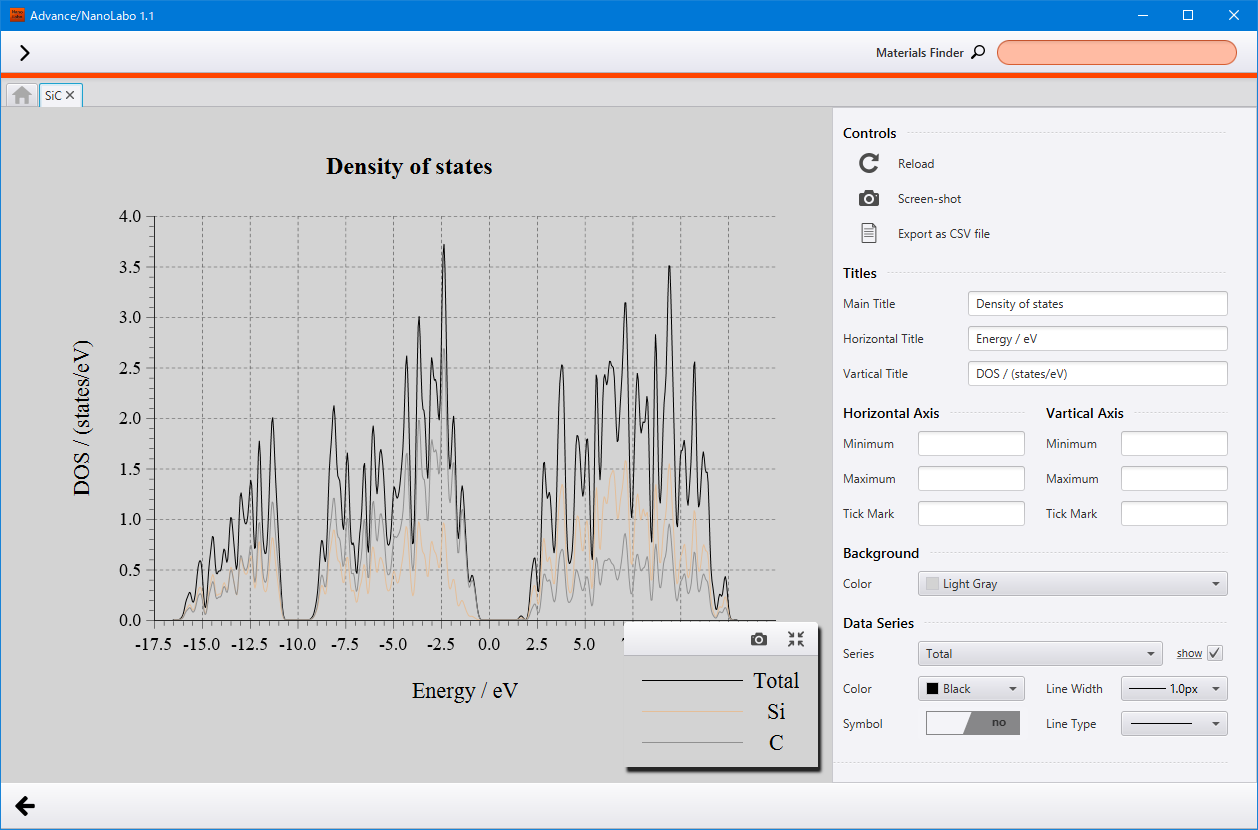 Advance/NanoLabo 1.1
Materials Finder
SiC
Density of states
4.0
3.5
3.0
2.5
2.0
1.5
1.0
0.5
0.0
DOS / (states/eV)
-17.5 -15.0 -12.5 -10.0 -7.5 -5.0 -2.5 0.0 2.5 5.0
Energy / eV
Total
Si
C
Controls
Reload
Screen-shot
Export as CSV file
Titles
Main Title Density of states
Horizontal Title Energy / eV
Vartical Title DOS / (states/eV)
Horizontal Axis Vartical Axis
Minimum Minimum
Maximum Maximum
Tick Mark Tick Mark
Background
Color Light Gray
Data Series
Series Total show
Color Black Line Width 1.0px
Symbol no Line Type